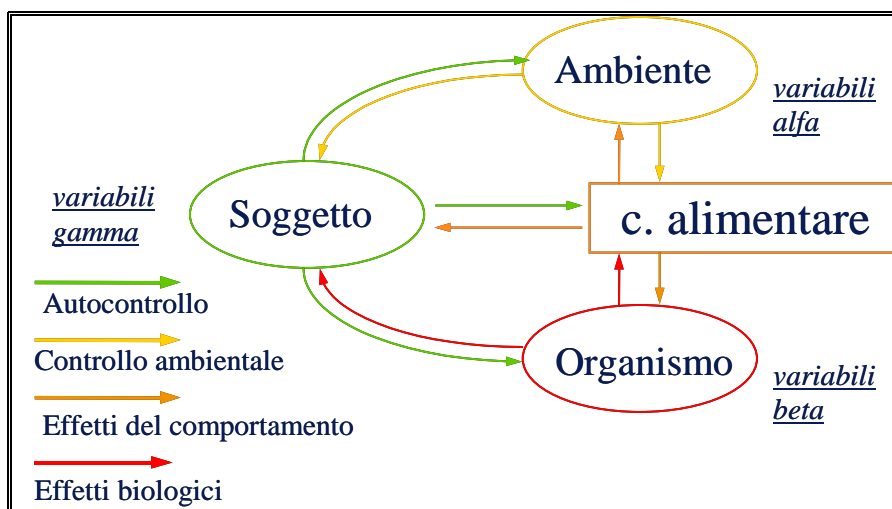 Ambiente
variabili
alfa
variabili
gamma
Soggetto
c. alimentare
Autocontrollo
Controllo ambientale
Organismo
variabili
beta
Effetti del comportamento
Effetti biologici